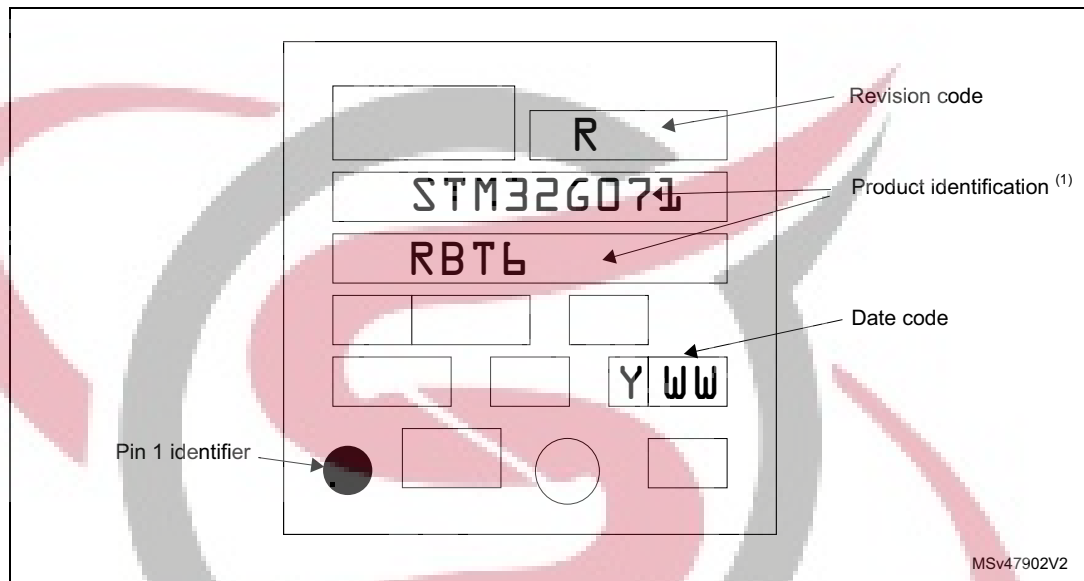 Revision code
R
STM32G071
Product identification (1)
RBT6
Date code
Y WW
Pin 1 identifier
MSv47902V2